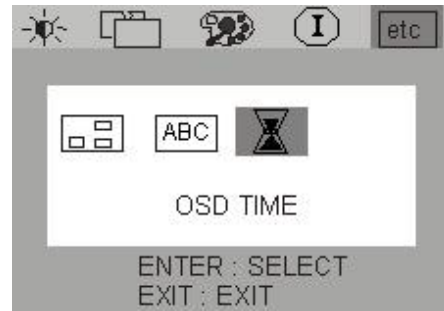 I etc
ABC
OSD TIME
ENTER : SELECT
EXIT : EXIT